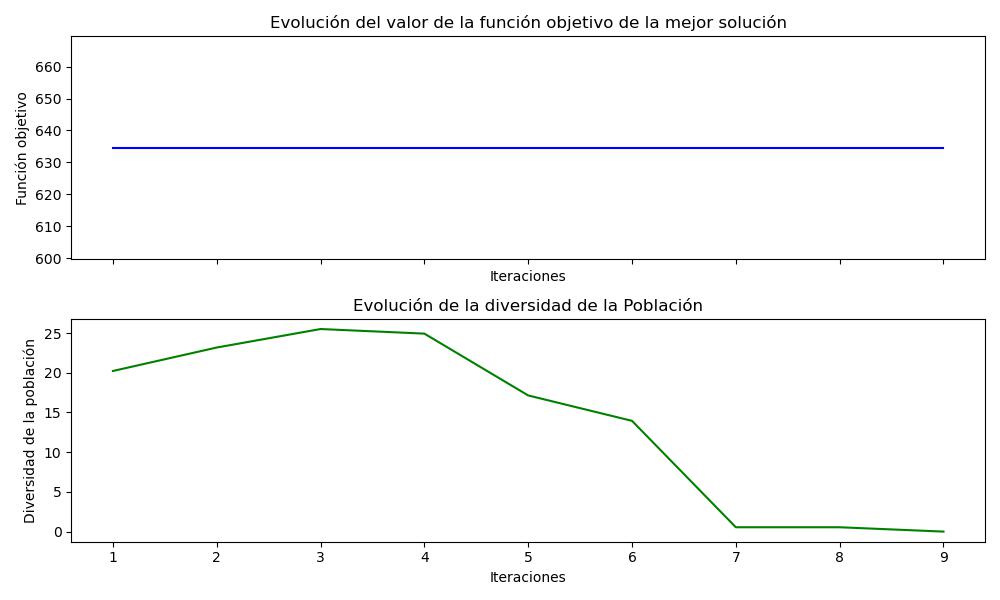 Evolución del valor de la función objetivo de la mejor solución
Función objetivo
660
650
640
630
620
610
600
Iteraciones
Evolución de la diversidad de la Población
Diversidad de la población
25
20
15
10
5
0
1 2 3 4 5 6 7 8 9
Iteraciones